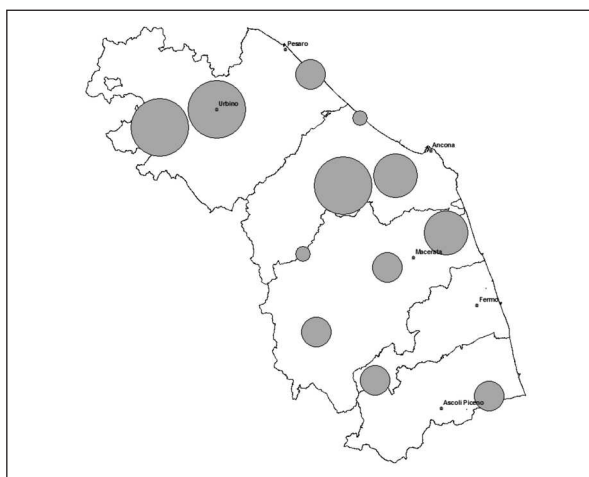 Pesaro
Urbino
Ancona
Macerata
Fermo
Ascoli Piceno